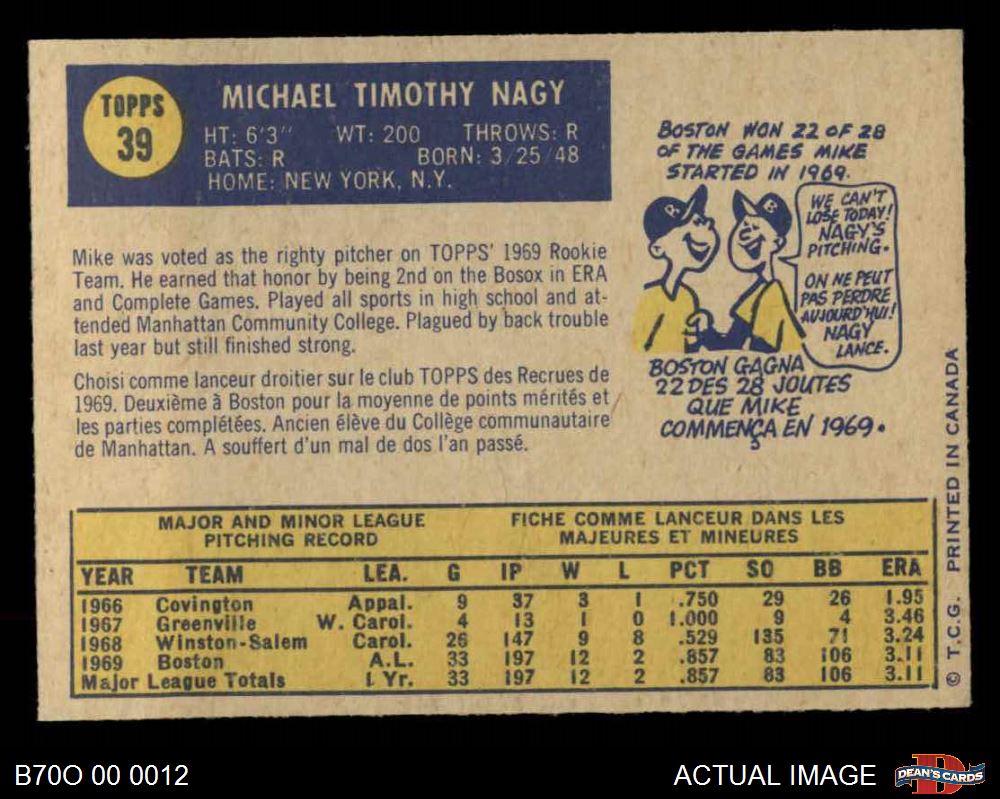 TOPPS
39
MICHAEL TIMOTHY NAGY
HT: 6'3" WT: 200 THROWS: R
BATS: R BORN: 3/25/48
HOME: NEW YORK, N.Y.
BOSTON WON 22 OF 28
OF THE GAMES MIKE
STARTED IN 1969.
R
B
WE CAN'T
LOSE TODAY!
NAGY'S
PITCHING.
ON NE PEUT
PAS PERDRE
AUJOURD'HUI!
NAGY
LANCE.
BOSTON GAGNA
22 DES 28 JOUTES
QUE MIKE
COMMENÇA EN 1969.
Mike was voted as the righty pitcher on TOPPS' 1969 Rookie
Team. He earned that honor by being 2nd on the Bosox in ERA
and Complete Games. Played all sports in high school and at-
tended Manhattan Community College. Plagued by back trouble
last year but still finished strong.
Choisi comme lanceur droitier sur le club TOPPS des Recrues de
1969. Deuxième à Boston pour la moyenne de points mérités et
les parties complétées. Ancien élève du Collège communautaire
de Manhattan. A souffert d'un mal de dos l'an passé.
MAJOR AND MINOR LEAGUE
PITCHING RECORD
FICHE COMME LANCEUR DANS LES
MAJEURES ET MINEURES
YEAR TEAM LEA. G IP W L PCT SO BB ERA
1966 Covington Appal. 9 37 3 1 .750 29 26 1.95
1967 Greenville W. Carol. 4 13 1 0 1.000 9 4 3.46
1968 Winston-Salem Carol. 26 147 9 8 .529 135 71 3.24
1969 Boston A.L. 33 197 12 2 .857 83 106 3.11
Major League Totals 1 Yr. 33 197 12 2 .857 83 106 3.11
© T.C.G. PRINTED IN CANADA
B70O 00 0012
ACTUAL IMAGE
D
DEAN'S CARDS